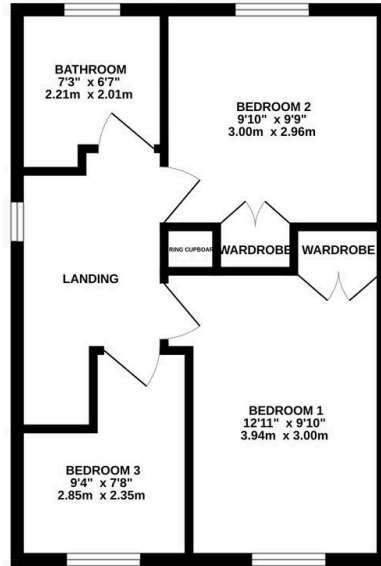 BATHROOM
7'3" x 6'7"
2.21m x 2.01m
BEDROOM 2
9'10" x 9'9"
3.00m x 2.96m
RING CUPBOAR
WARDROBE
WARDROBE
LANDING
BEDROOM 1
12'11" x 9'10"
3.94m x 3.00m
BEDROOM 3
9'4" x 7'8"
2.85m x 2.35m